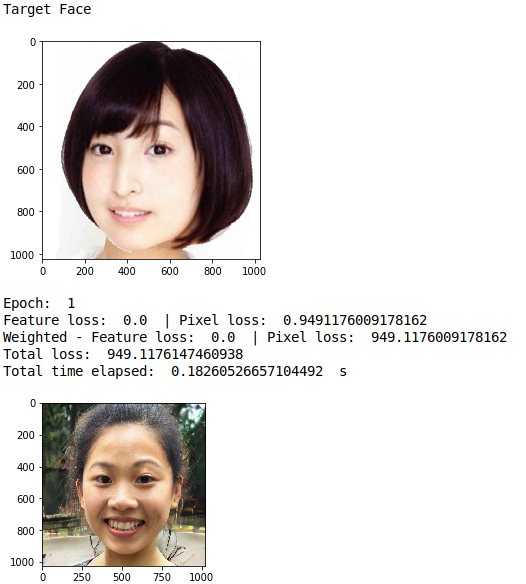 Target Face
0
200
400
600
800
1000
0 200 400 600 800 1000
Epoch:  1
Feature loss:  0.0  | Pixel loss:  0.9491176009178162
Weighted - Feature loss:  0.0  | Pixel loss:  949.1176009178162
Total loss:  949.1176147460938
Total time elapsed:  0.18260526657104492  s
0
200
400
600
800
1000
0 250 500 750 1000